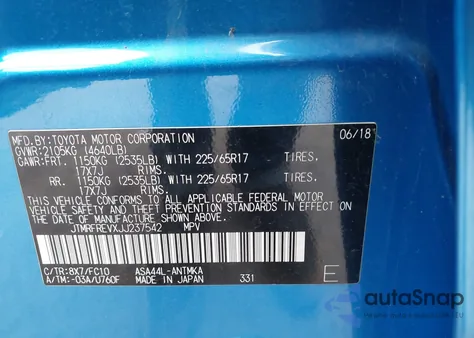 MFD.BY:TOYOTA MOTOR CORPORATION 06/18
GVWR:2105KG (4640LB)
GAWR:FRT. 1150KG (2535LB) WITH 225/65R17 TIRES.
17X7J RIMS.
RR. 1150KG (2535LB) WITH 225/65R17 TIRES.
17X7J RIMS.
THIS VEHICLE CONFORMS TO ALL APPLICABLE FEDERAL MOTOR
VEHICLE SAFETY AND THEFT PREVENTION STANDARDS IN EFFECT
ON THE DATE OF MANUFACTURE SHOWN ABOVE.
JTMRFREVXJJ237542 MPV
C/TR:8X7/FC10 ASA44L-ANTMKA
A/TM:-03A/U760F MADE IN JAPAN 331 E
autoSnap